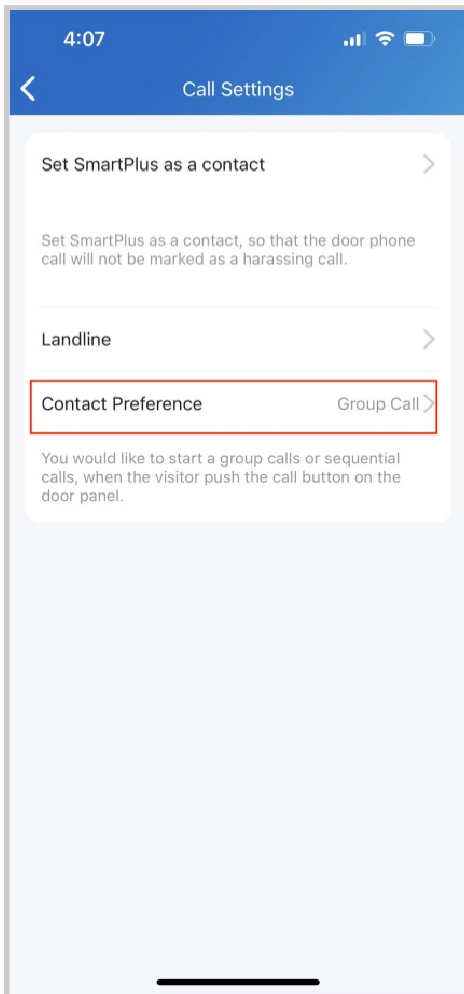 4:07
Call Settings
Set SmartPlus as a contact
Set SmartPlus as a contact, so that the door phone
call will not be marked as a harassing call.
Landline
Contact Preference Group Call
You would like to start a group calls or sequential
calls, when the visitor push the call button on the
door panel.